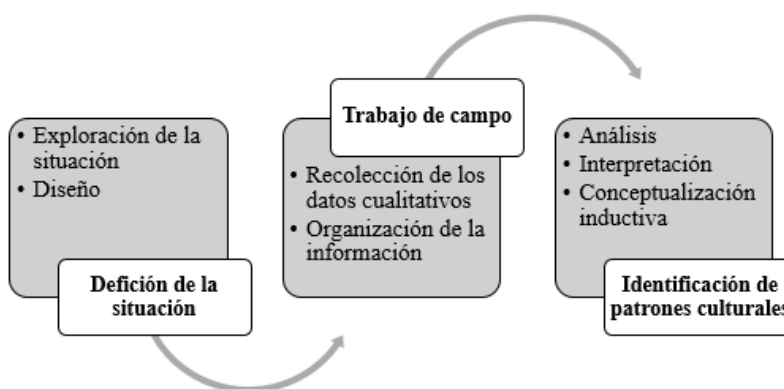 • Exploración de la
situación
• Diseño
Defición de la
situación
Trabajo de campo
• Recolección de los
datos cualitativos
• Organización de la
información
• Análisis
• Interpretación
• Conceptualización
inductiva
Identificación de
patrones culturales